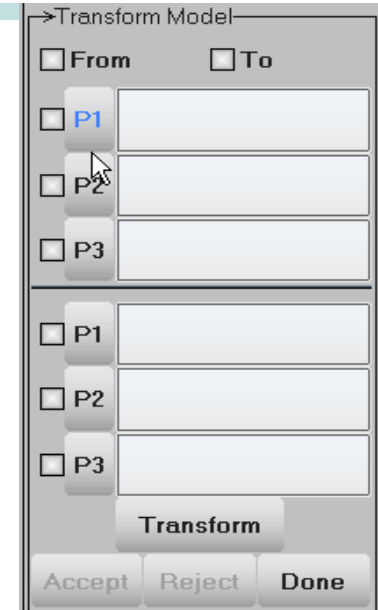 ->Transform Model
From To
P1
P2
P3
P1
P2
P3
Transform
Accept Reject Done